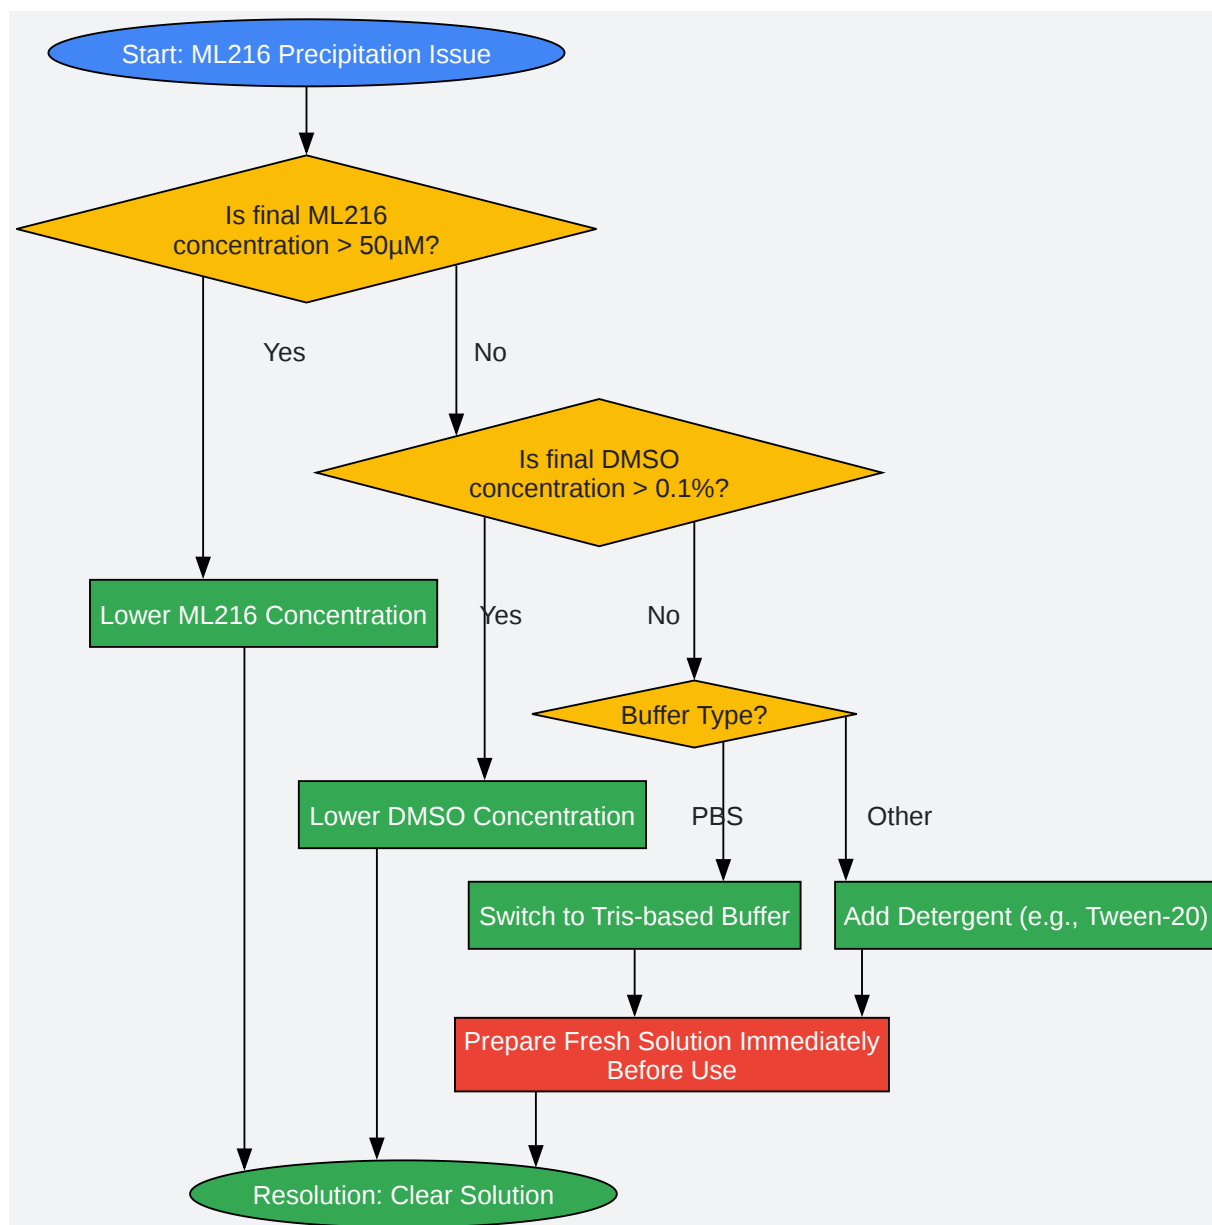 Start: ML216 Precipitation Issue
Is final ML216
concentration > 50µM?
Yes
No
Is final DMSO
concentration > 0.1%?
Lower ML216 Concentration
Yes
No
Buffer Type?
Lower DMSO Concentration
PBS
Other
Switch to Tris-based Buffer
Add Detergent (e.g., Tween-20)
Prepare Fresh Solution Immediately
Before Use
Resolution: Clear Solution